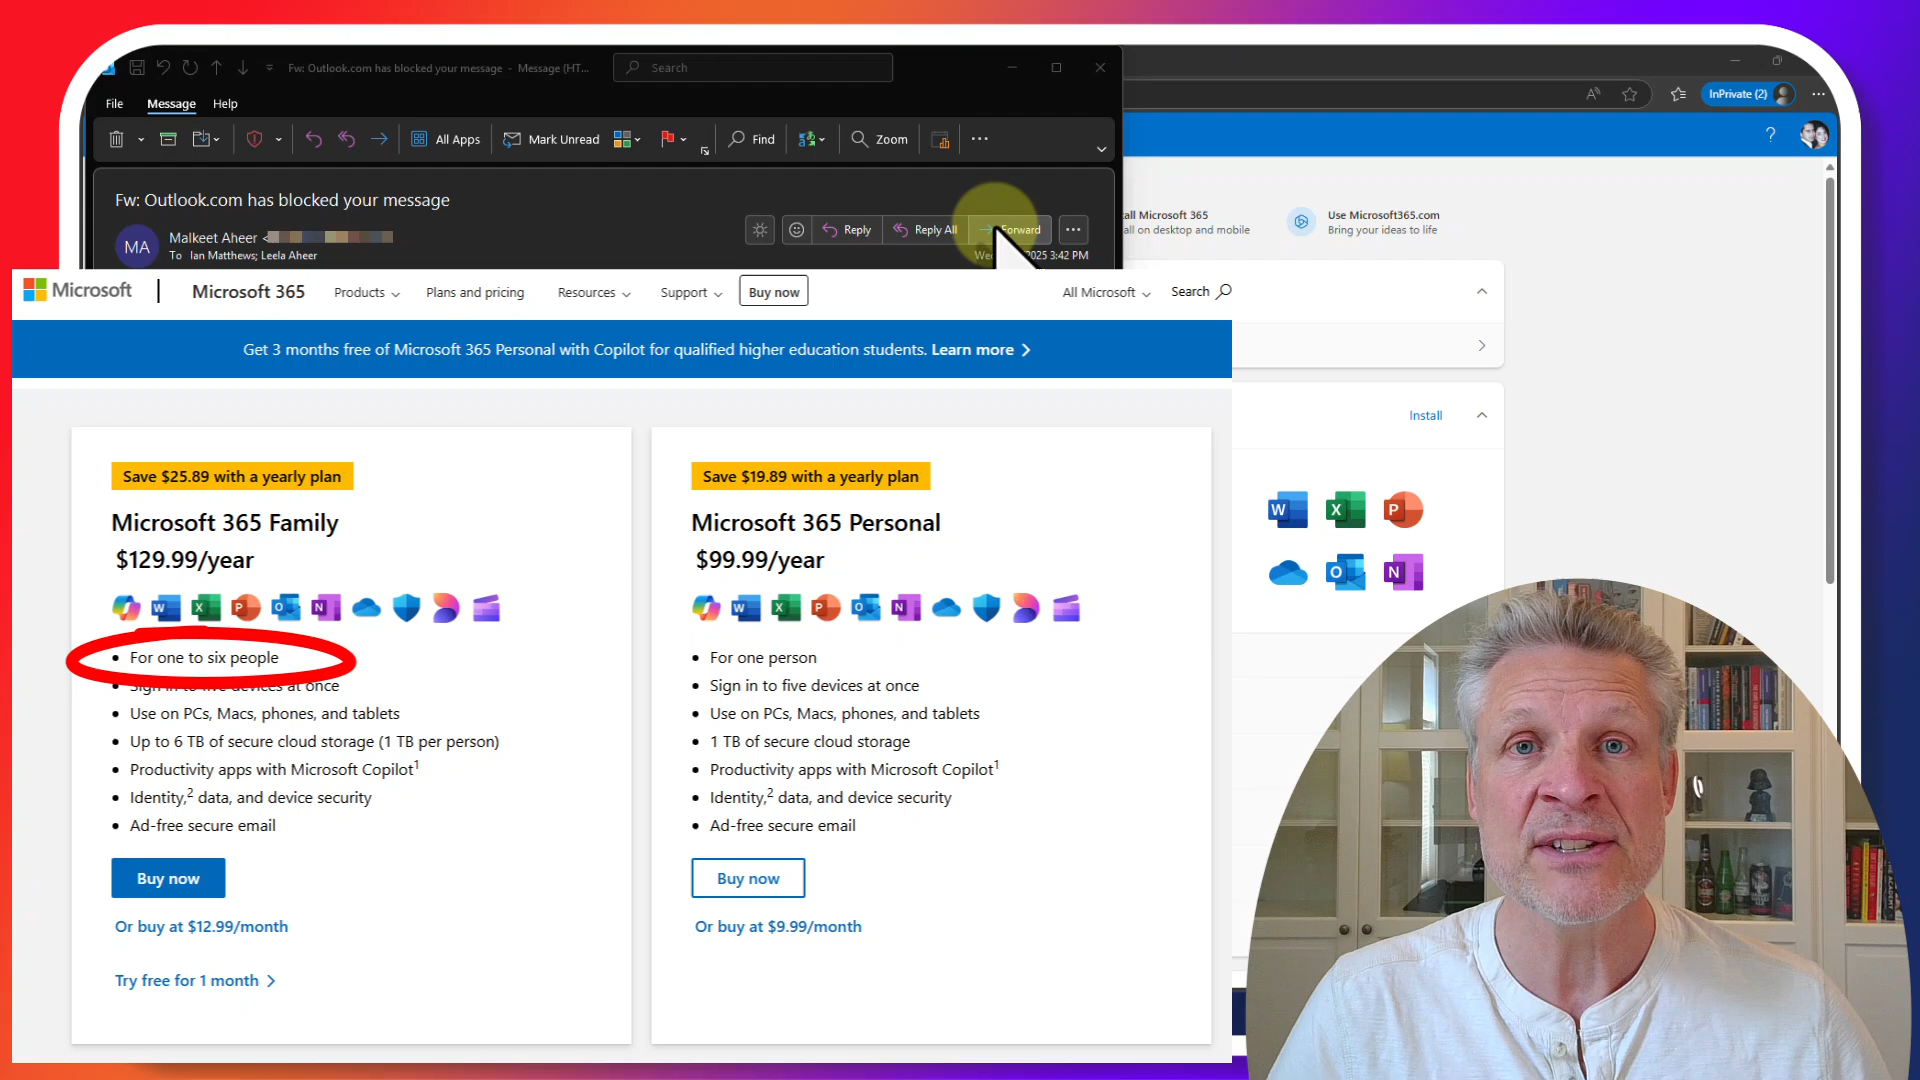 Fw: Outlook.com has blocked your message - Message (HT...
Search
InPrivate (2)
File Message Help
All Apps Mark Unread Find Zoom
Fw: Outlook.com has blocked your message
MA
Malkeet Aheer <
To Ian Matthews; Leela Aheer
Reply Reply All Forward
2025 3:42 PM
Microsoft 365
all on desktop and mobile
Use Microsoft365.com
Bring your ideas to life
Microsoft
Microsoft 365 Products Plans and pricing Resources Support Buy now
All Microsoft Search
Get 3 months free of Microsoft 365 Personal with Copilot for qualified higher education students. Learn more
Install
Save $25.89 with a yearly plan
Microsoft 365 Family
$129.99/year
• For one to six people
• Sign in to five devices at once
• Use on PCs, Macs, phones, and tablets
• Up to 6 TB of secure cloud storage (1 TB per person)
• Productivity apps with Microsoft Copilot1
• Identity,2 data, and device security
• Ad-free secure email
Buy now
Or buy at $12.99/month
Try free for 1 month
Save $19.89 with a yearly plan
Microsoft 365 Personal
$99.99/year
• For one person
• Sign in to five devices at once
• Use on PCs, Macs, phones, and tablets
• 1 TB of secure cloud storage
• Productivity apps with Microsoft Copilot1
• Identity,2 data, and device security
• Ad-free secure email
Buy now
Or buy at $9.99/month